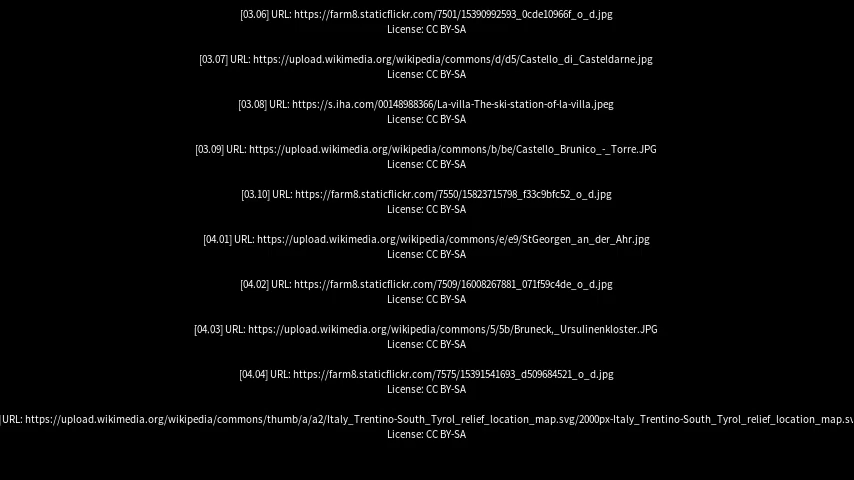 [03.06] URL: https://farm8.staticflickr.com/7501/15390992593_0cde10966f_o_d.jpg
License: CC BY-SA
[03.07] URL: https://upload.wikimedia.org/wikipedia/commons/d/d5/Castello_di_Casteldarne.jpg
License: CC BY-SA
[03.08] URL: https://s.iha.com/00148988366/La-villa-The-ski-station-of-la-villa.jpeg
License: CC BY-SA
[03.09] URL: https://upload.wikimedia.org/wikipedia/commons/b/be/Castello_Brunico_-_Torre.JPG
License: CC BY-SA
[03.10] URL: https://farm8.staticflickr.com/7550/15823715798_f33c9bfc52_o_d.jpg
License: CC BY-SA
[04.01] URL: https://upload.wikimedia.org/wikipedia/commons/e/e9/StGeorgen_an_der_Ahr.jpg
License: CC BY-SA
[04.02] URL: https://farm8.staticflickr.com/7509/16008267881_071f59c4de_o_d.jpg
License: CC BY-SA
[04.03] URL: https://upload.wikimedia.org/wikipedia/commons/5/5b/Bruneck,_Ursulinenkloster.JPG
License: CC BY-SA
[04.04] URL: https://farm8.staticflickr.com/7575/15391541693_d509684521_o_d.jpg
License: CC BY-SA
] URL: https://upload.wikimedia.org/wikipedia/commons/thumb/a/a2/Italy_Trentino-South_Tyrol_relief_location_map.svg/2000px-Italy_Trentino-South_Tyrol_relief_location_map.sv
License: CC BY-SA